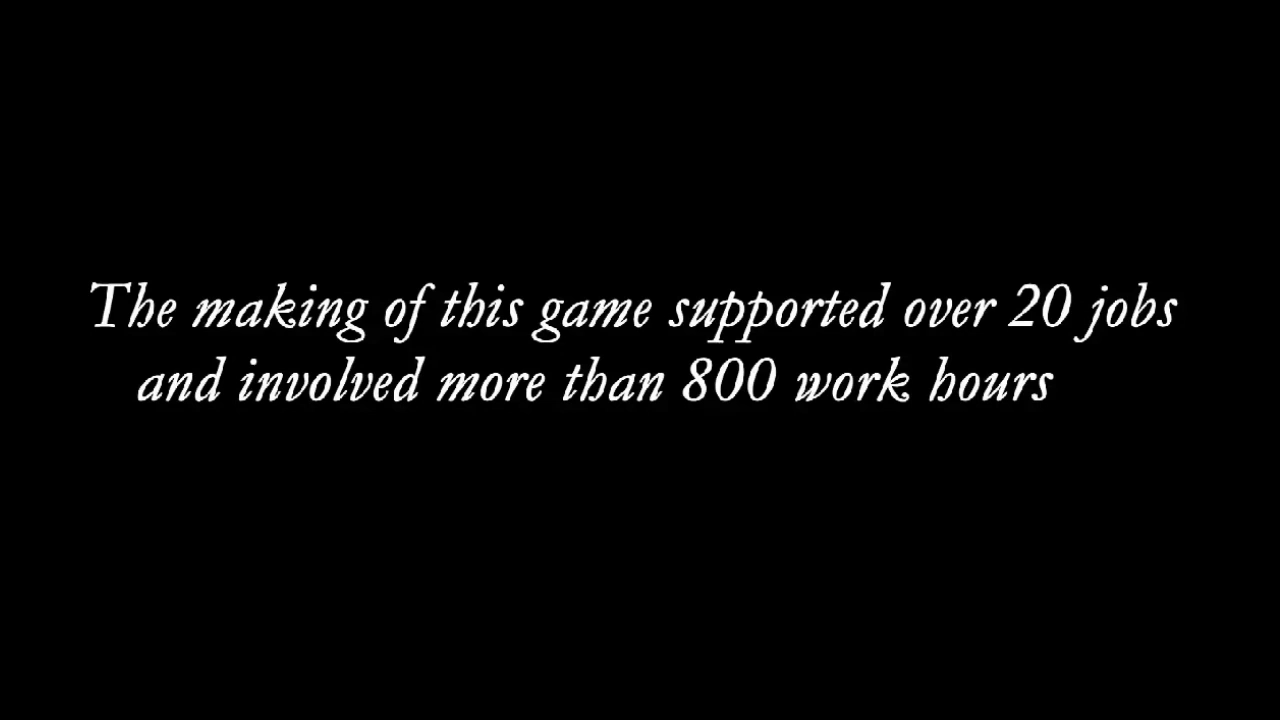 The making of this game supported over 20 jobs
and involved more than 800 work hours